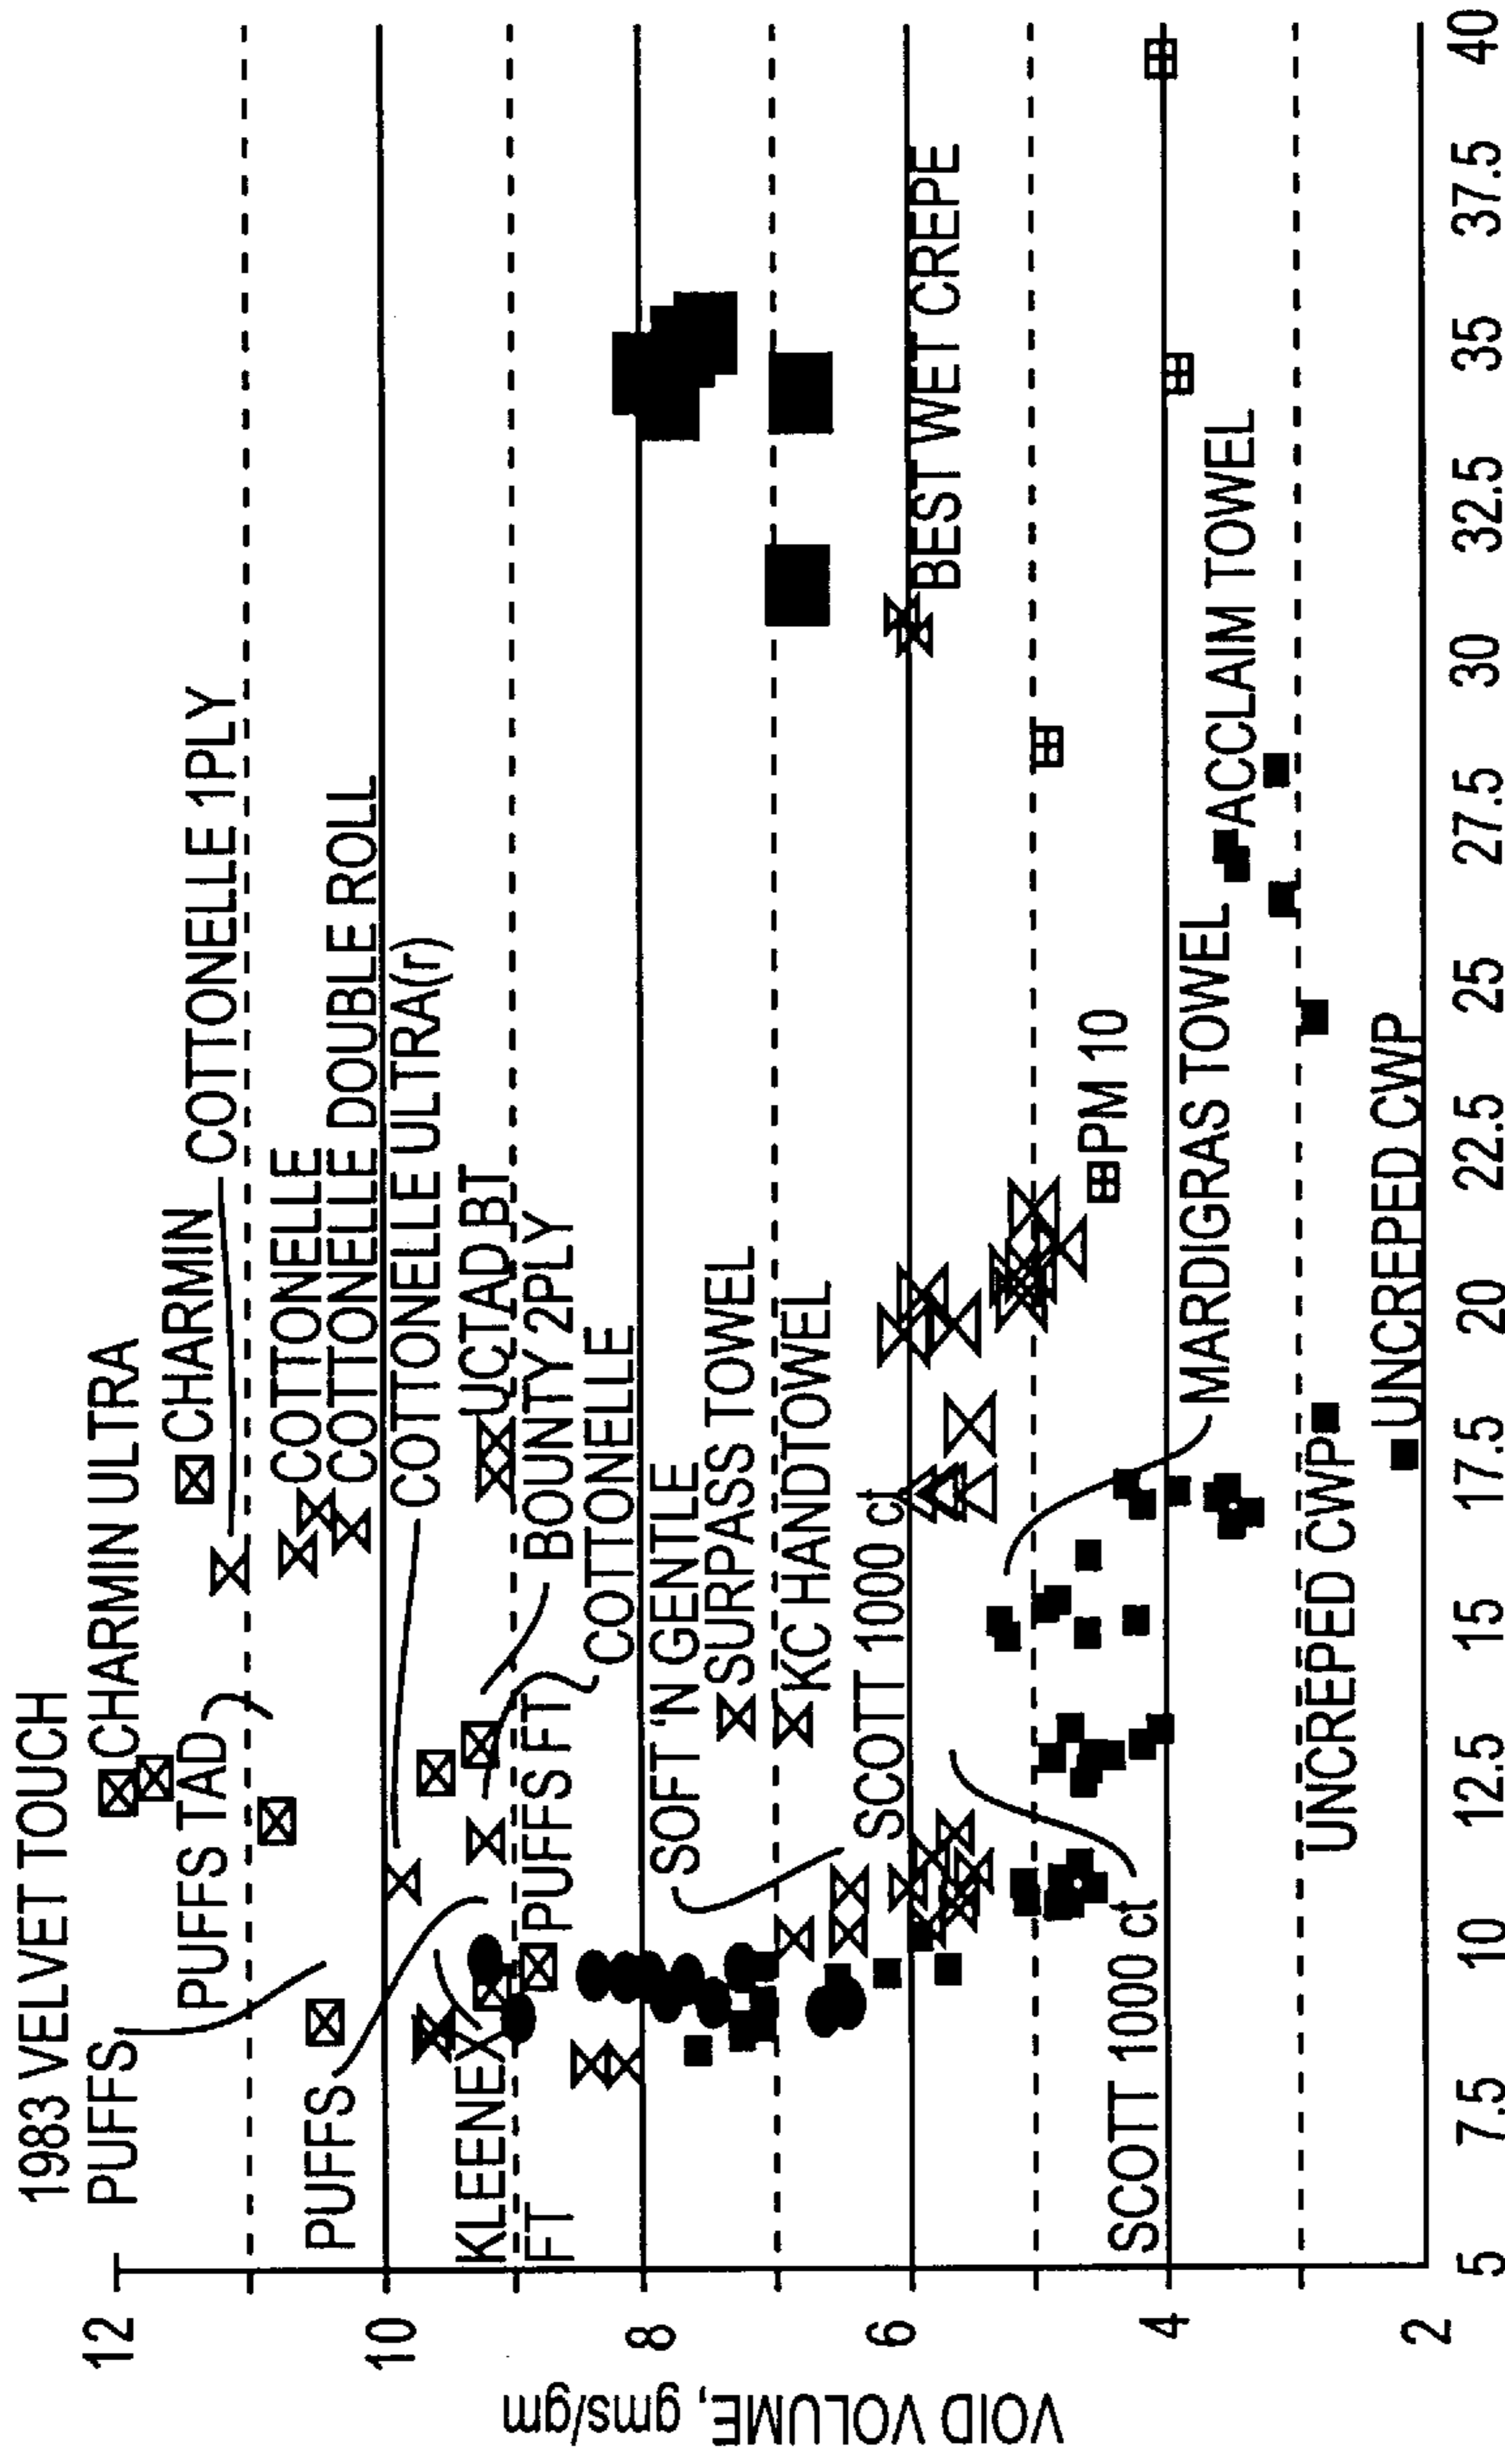 1983 VELVET TOUCH
PUFFS
CHARMIN ULTRA
CHARMIN
COTTONELLE 1PLY
PUFFS TAD
COTTONELLE
COTTONELLE DOUBLE ROLL
PUFFS
COTTONELLE ULTRA(r)
UCTAD BT
KLEENEX
FT
BOUNTY 2PLY
PUFFS FT
COTTONELLE
SOFT 'N GENTLE
SURPASS TOWEL
KC HANDTOWEL
SCOTT 1000 ct
BEST WET CREPE
PM 10
SCOTT 1000 ct
MARDIGRAS TOWEL
ACCLAIM TOWEL
UNCREPED CWP
UNCREPED CWP
VOID VOLUME, gms/gm
12
10
8
6
4
2
5 7.5 10 12.5 15 17.5 20 22.5 25 27.5 30 32.5 35 37.5 40